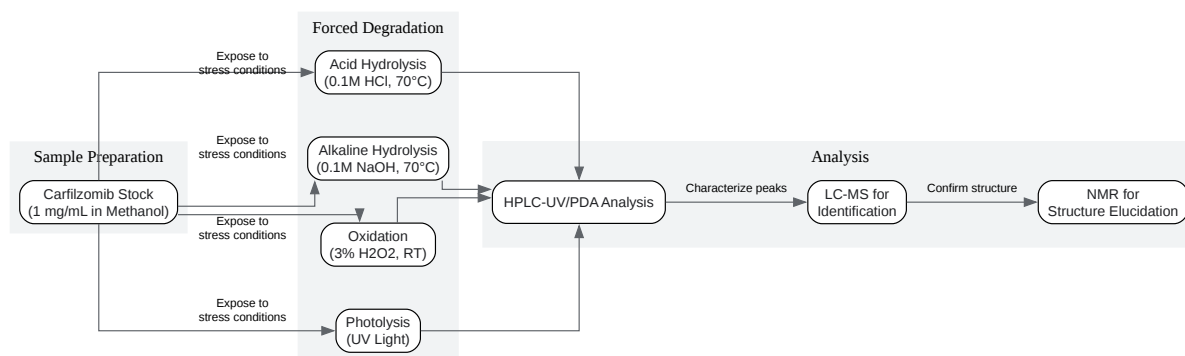 Forced Degradation
Expose to
stress conditions
Acid Hydrolysis
(0.1M HCl, 70°C)
Expose to
stress conditions
Alkaline Hydrolysis
(0.1M NaOH, 70°C)
Sample Preparation
Analysis
Carfilzomib Stock
(1 mg/mL in Methanol)
HPLC-UV/PDA Analysis
Characterize peaks
LC-MS for
Identification
Confirm structure
NMR for
Structure Elucidation
Expose to
stress conditions
Oxidation
(3% H2O2, RT)
Expose to
stress conditions
Photolysis
(UV Light)